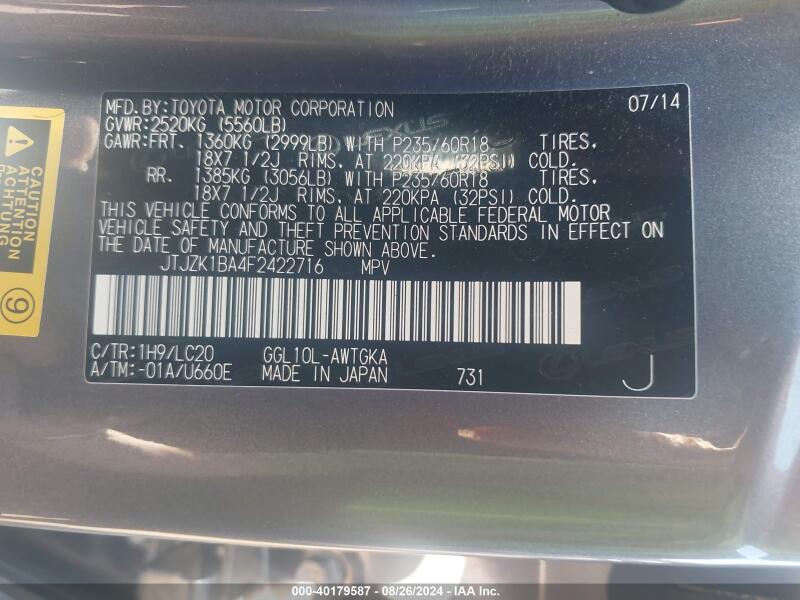 MFD.BY:TOYOTA MOTOR CORPORATION 07/14
GVWR:2520KG (5560LB)
GAWR:FRT. 1360KG (2999LB) WITH P235/60R18 TIRES,
18X7 1/2J RIMS, AT 220KPA (32PSI) COLD.
RR. 1385KG (3056LB) WITH P235/60R18 TIRES,
18X7 1/2J RIMS, AT 220KPA (32PSI) COLD.
THIS VEHICLE CONFORMS TO ALL APPLICABLE FEDERAL MOTOR
VEHICLE SAFETY AND THEFT PREVENTION STANDARDS IN EFFECT ON
THE DATE OF MANUFACTURE SHOWN ABOVE.
JTJZK1BA4F2422716 MPV
C/TR:1H9/LC20 GGL10L-AWTGKA
A/TM:-01A/U660E MADE IN JAPAN 731 J
CAUTION
ATTENTION
ACHTUNG
9
LEXUS
000-40179587 - 08/26/2024 - IAA Inc.